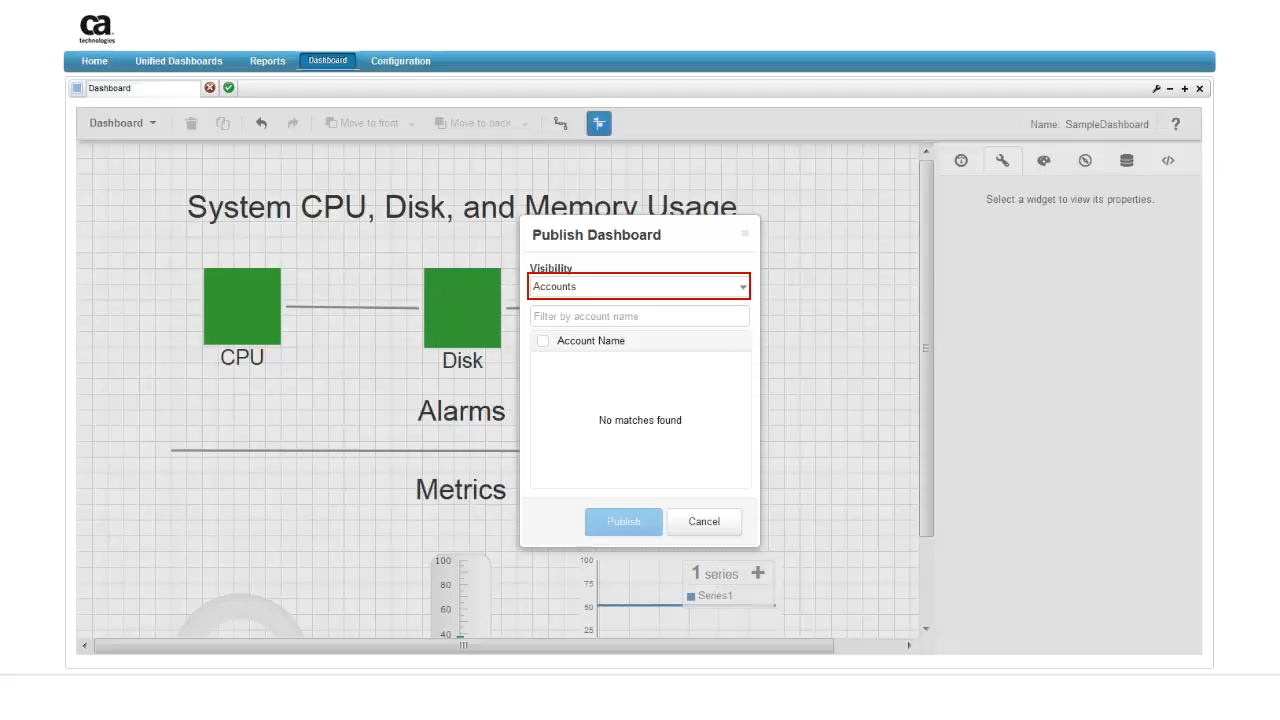 ca
technologies
Home Unified Dashboards Reports Dashboard Configuration
Dashboard
Dashboard Move to front Move to back Name: SampleDashboard ?
Select a widget to view its properties.
System CPU, Disk, and Memory Usage
Publish Dashboard
Visibility
Accounts
Filter by account name
Account Name
No matches found
Publish Cancel
CPU
Disk
Alarms
Metrics
100
80
60
40
100
75
50
25
1 series +
Series1